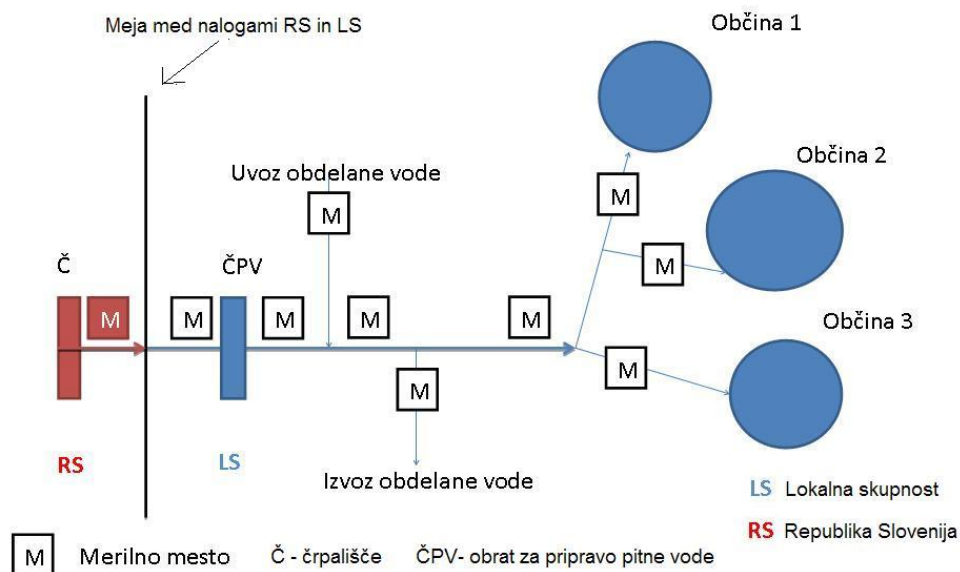 Meja med nalogami RS in LS
Občina 1
Uvoz obdelane vode
M
M
Občina 2
Č
ČPV
M
M
M
M
M
M
Občina 3
M
M
RS
LS
Izvoz obdelane vode
LS Lokalna skupnost
RS Republika Slovenija
M Merilno mesto Č - črpališče ČPV- obrat za pripravo pitne vode